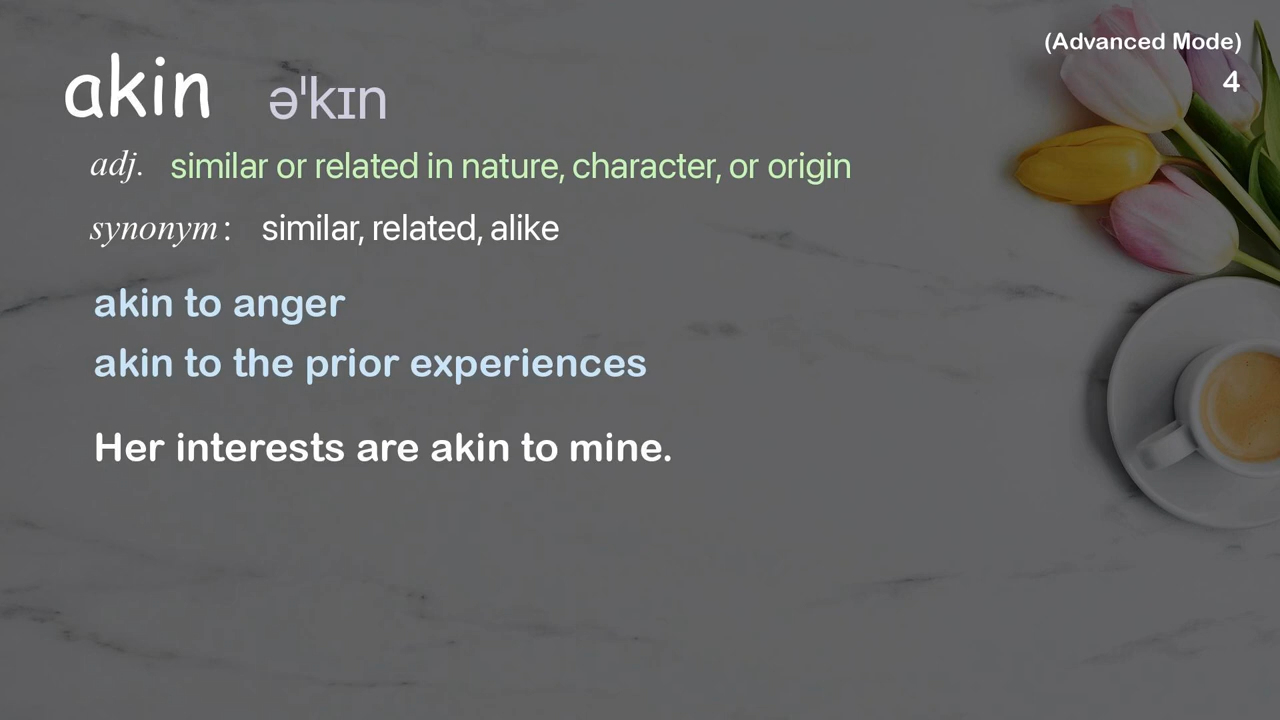 (Advanced Mode)
4
akin əˈkɪn
adj. similar or related in nature, character, or origin
synonym: similar, related, alike
akin to anger
akin to the prior experiences
Her interests are akin to mine.